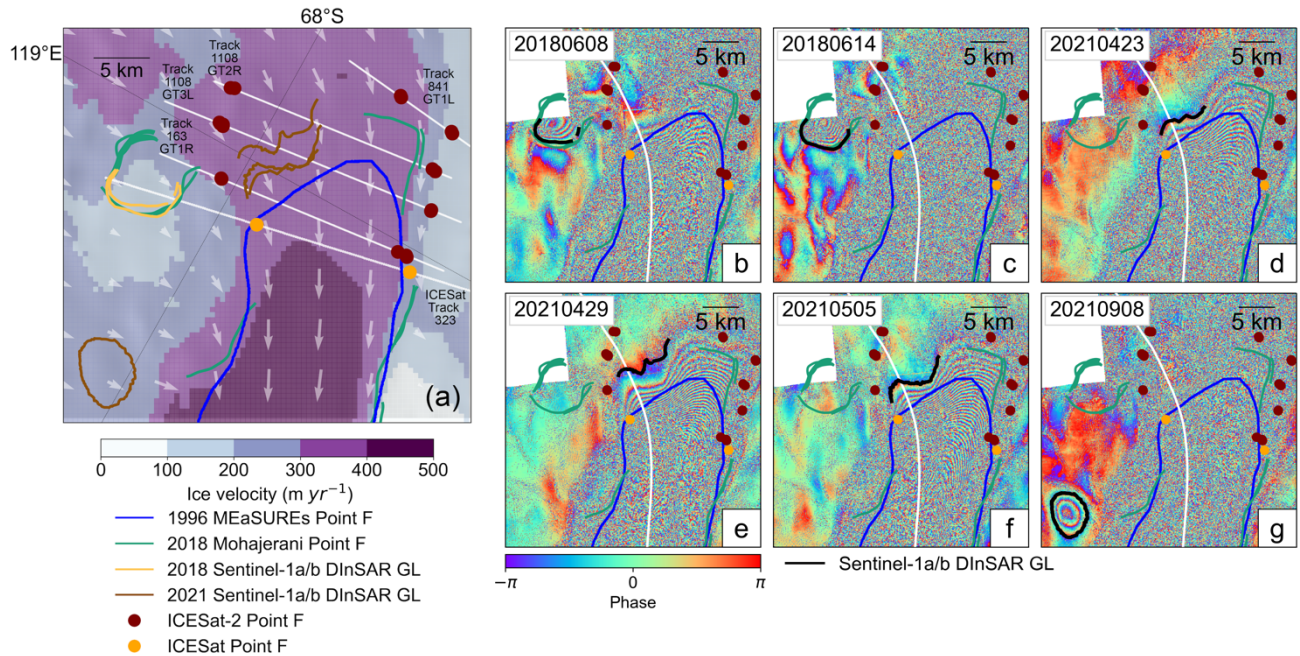 68°S
119°E
5 km
Track
1108
GT2R
Track
1108
GT3L
Track
841
GT1L
Track
163
GT1R
ICESat
Track
323
(a)
0 100 200 300 400 500
Ice velocity (m yr⁻¹)
1996 MEaSUREs Point F
2018 Mohajerani Point F
2018 Sentinel-1a/b DInSAR GL
2021 Sentinel-1a/b DInSAR GL
ICESat-2 Point F
ICESat Point F
20180608
5 km
b
20180614
5 km
c
20210423
5 km
d
20210429
5 km
e
20210505
5 km
f
20210908
5 km
g
−π 0 π
Phase
Sentinel-1a/b DInSAR GL